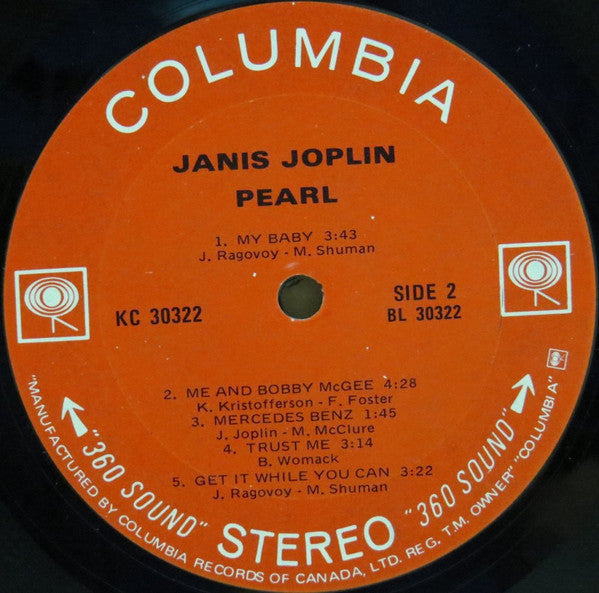 COLUMBIA
JANIS JOPLIN
PEARL
1. MY BABY 3:43
J. Ragovoy - M. Shuman
KC 30322
SIDE 2
BL 30322
2. ME AND BOBBY McGEE 4:28
K. Kristofferson - F. Foster
3. MERCEDES BENZ 1:45
J. Joplin - M. McClure
4. TRUST ME 3:14
B. Womack
5. GET IT WHILE YOU CAN 3:22
J. Ragovoy - M. Shuman
"360 SOUND" STEREO "360 SOUND"
"MANUFACTURED BY COLUMBIA RECORDS OF CANADA, LTD. REG. T.M. OWNER" "COLUMBIA"